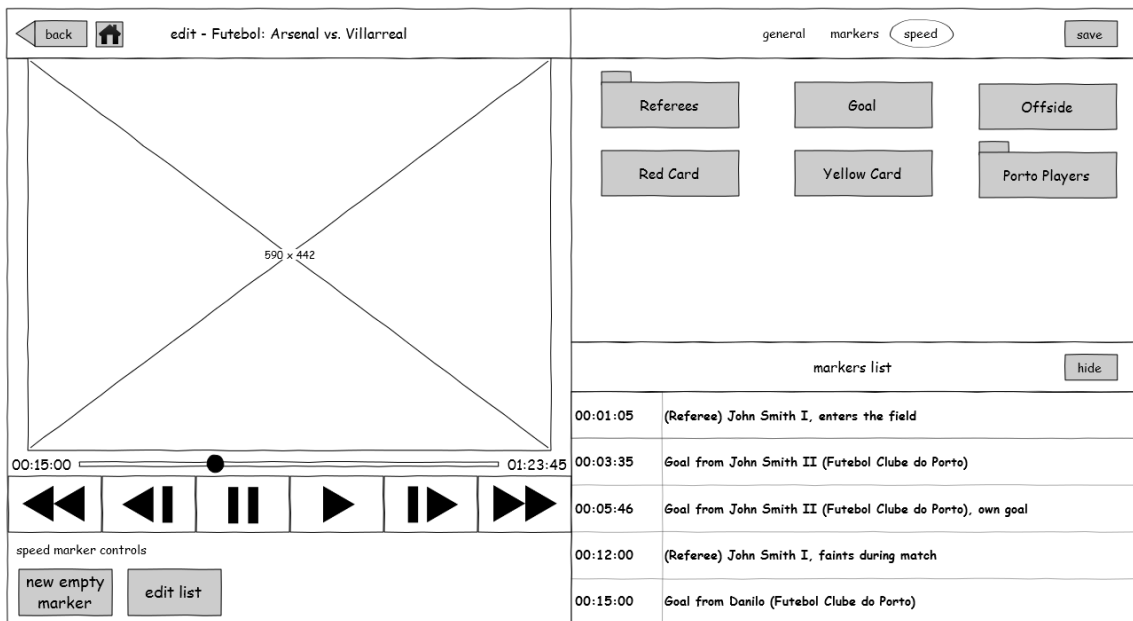 back
edit - Futebol: Arsenal vs. Villarreal
general markers speed
save
Referees
Goal
Offside
Red Card
Yellow Card
Porto Players
590 x 442
00:15:00
01:23:45
speed marker controls
new empty
marker
edit list
markers list
hide
00:01:05 (Referee) John Smith I, enters the field
00:03:35 Goal from John Smith II (Futebol Clube do Porto)
00:05:46 Goal from John Smith II (Futebol Clube do Porto), own goal
00:12:00 (Referee) John Smith I, faints during match
00:15:00 Goal from Danilo (Futebol Clube do Porto)